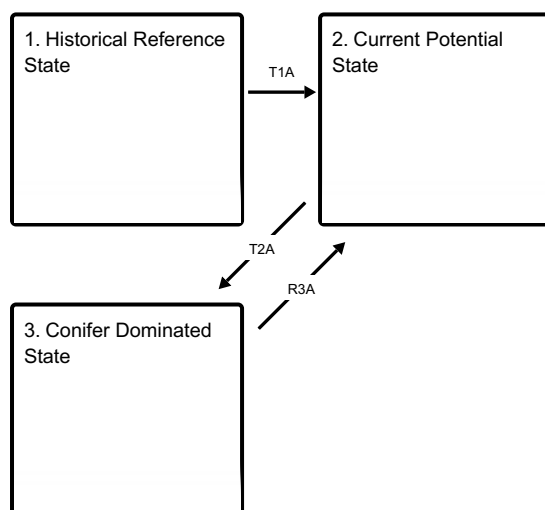 1. Historical Reference
State
T1A
2. Current Potential
State
T2A
R3A
3. Conifer Dominated
State